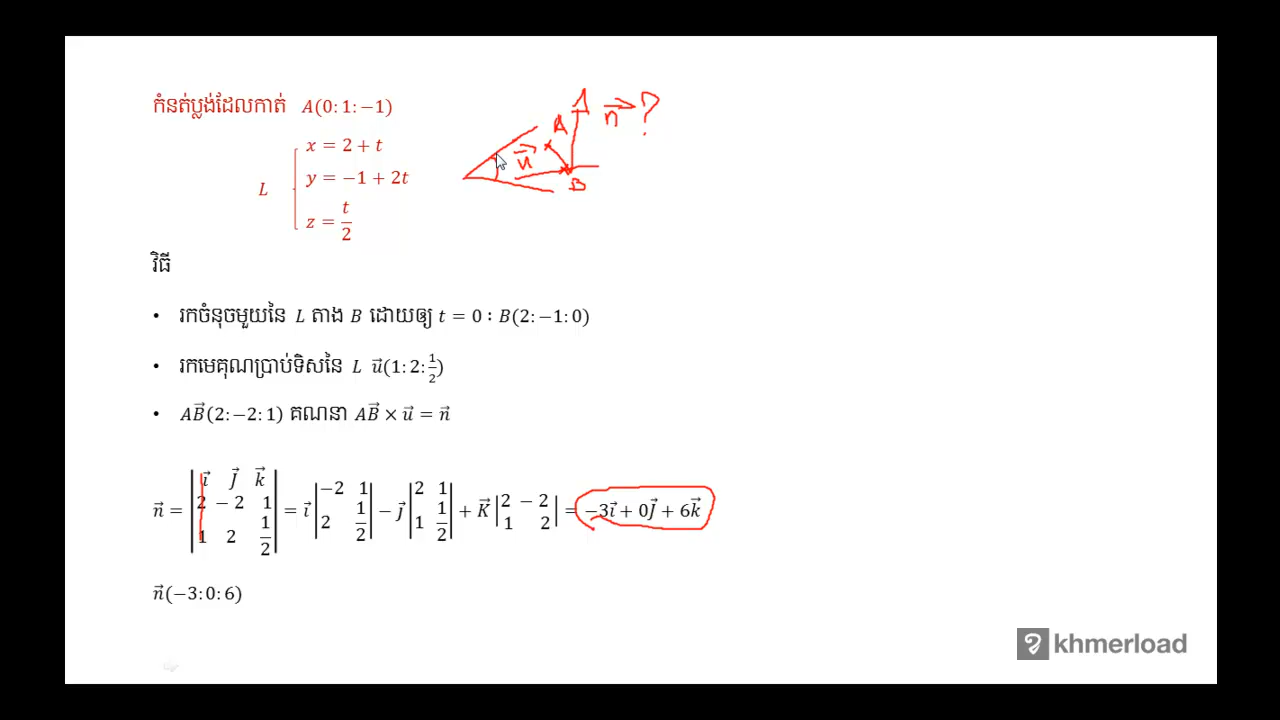 កំនត់ប្លង់ដែលកាត់ A(0:1:−1)
x = 2 + t
L y = −1 + 2t
z = t/2
វិធី
• រកចំនុចមួយនៃ L តាង B ដោយឲ្យ t = 0 : B(2:−1:0)
• រកមេគុណប្រាប់ទិសនៃ L u⃗(1:2:1/2)
• AB⃗(2:−2:1) គណនា AB⃗ × u⃗ = n⃗
n⃗ = |i⃗ j⃗ k⃗; 2 −2 1; 1 2 1/2| = i⃗ |−2 1; 2 1/2| − j⃗ |2 1; 1 1/2| + K⃗ |2 −2; 1 2| = −3i⃗ + 0j⃗ + 6k⃗
n⃗(−3:0:6)
A n⃗ ?
u⃗
B
khmerload